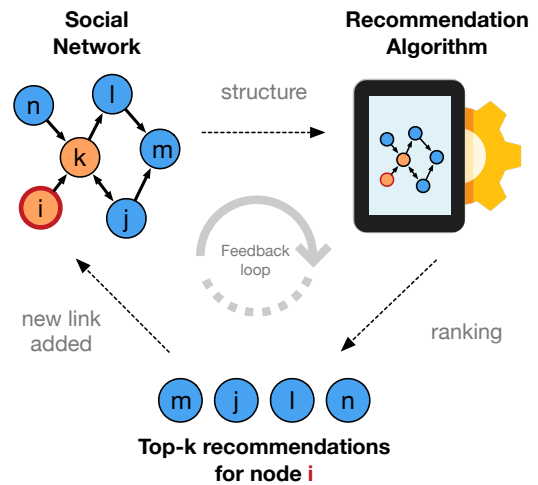 Social
Network
Recommendation
Algorithm
n
l
k
m
i
j
structure
Feedback
loop
new link
added
ranking
m j l n
Top-k recommendations
for node i